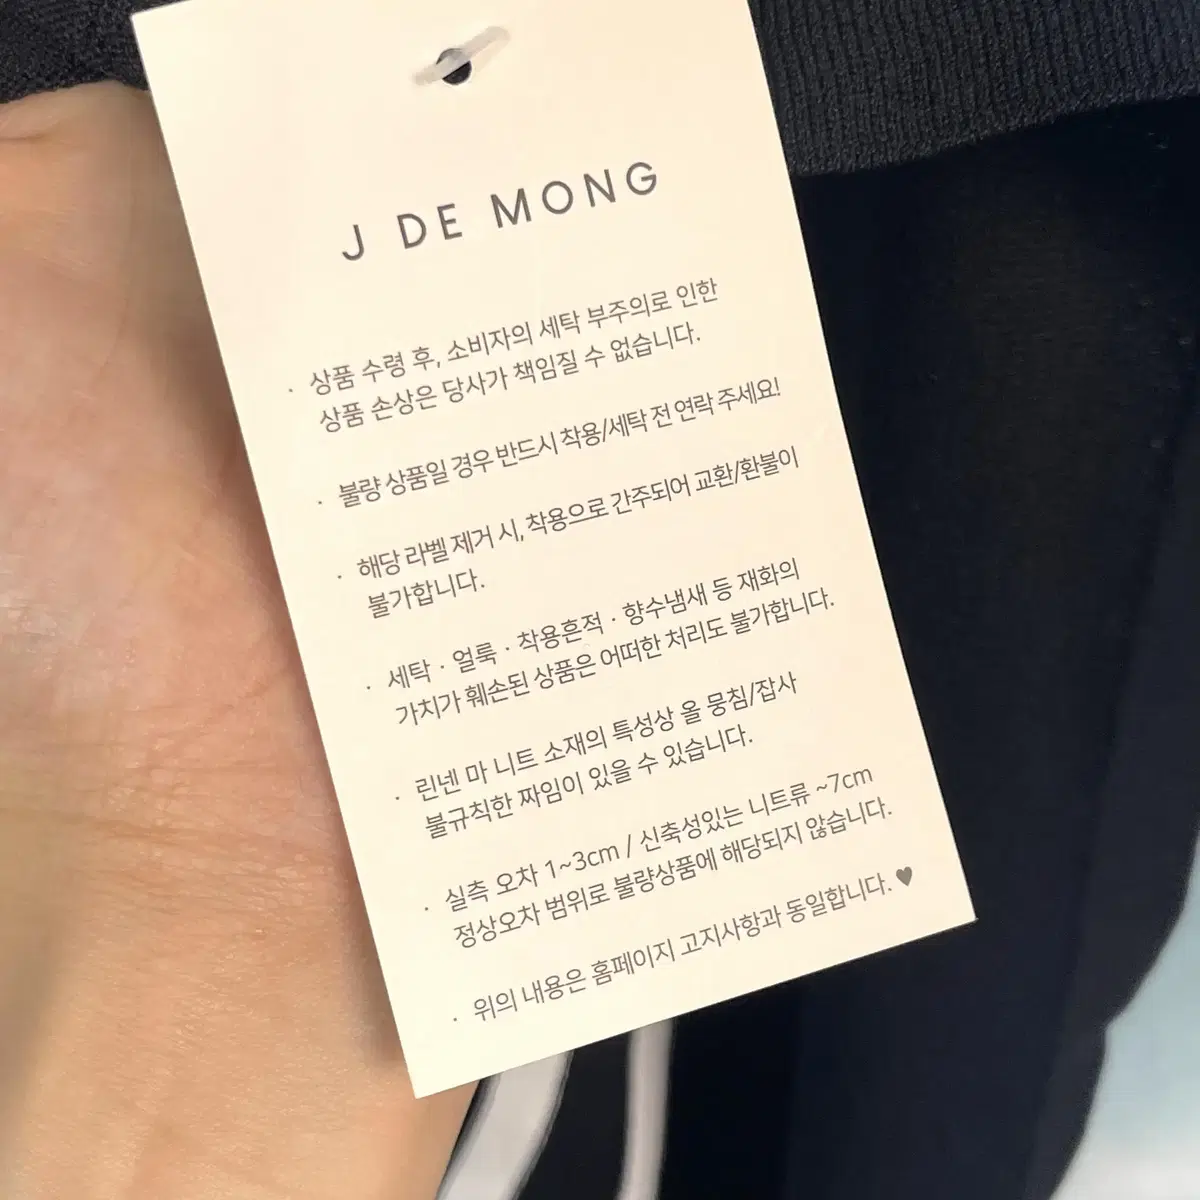 J DE MONG
· 상품 수령 후, 소비자의 세탁 부주의로 인한
상품 손상은 당사가 책임질 수 없습니다.
· 불량 상품일 경우 반드시 착용/세탁 전 연락 주세요!
· 해당 라벨 제거 시, 착용으로 간주되어 교환/환불이
불가합니다.
· 세탁 · 얼룩 · 착용흔적 · 향수냄새 등 재화의
가치가 훼손된 상품은 어떠한 처리도 불가합니다.
· 린넨 마 니트 소재의 특성상 올 뭉침/잡사
불규칙한 짜임이 있을 수 있습니다.
· 실측 오차 1~3cm / 신축성있는 니트류 ~7cm
정상오차 범위로 불량상품에 해당되지 않습니다.
· 위의 내용은 홈페이지 고지사항과 동일합니다. ♥